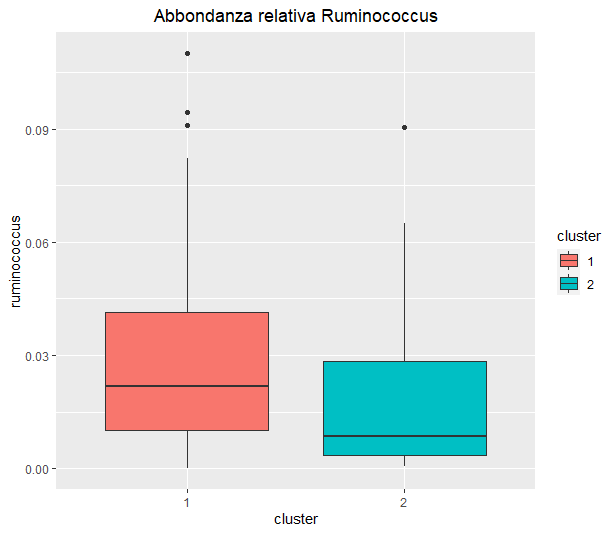 Abbondanza relativa Ruminococcus
ruminococcus
0.09
0.06
0.03
0.00
1
2
cluster
cluster
1
2